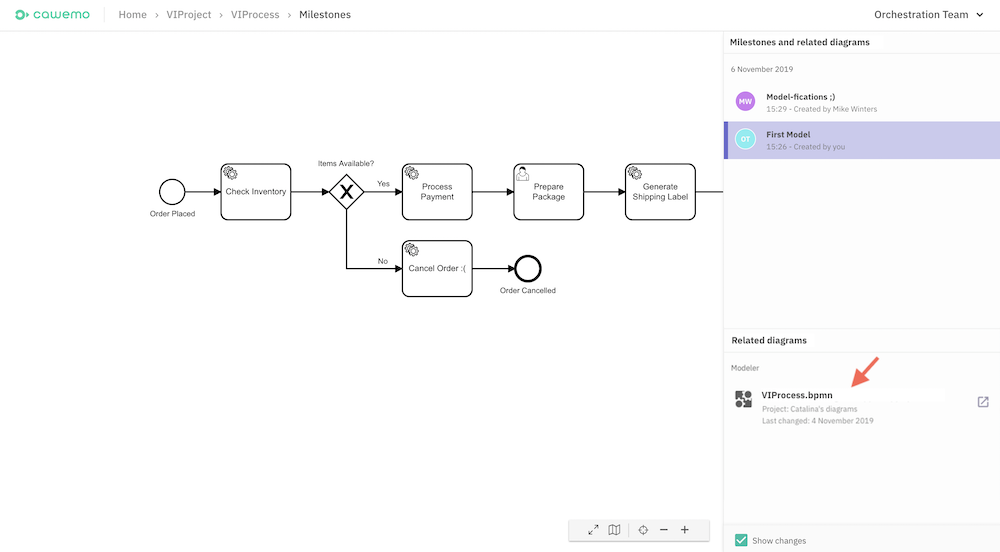 cawemo
Home › VIProject › VIProcess › Milestones
Orchestration Team
Milestones and related diagrams
6 November 2019
MW
Model-fications ;)
15:29 - Created by Mike Winters
OT
First Model
15:26 - Created by you
Items Available?
Order Placed
Check Inventory
X
Yes
Process
Payment
Prepare
Package
Generate
Shipping Label
No
Cancel Order :(
Order Cancelled
Related diagrams
Modeler
VIProcess.bpmn
Project: Catalina's diagrams
Last changed: 4 November 2019
Show changes